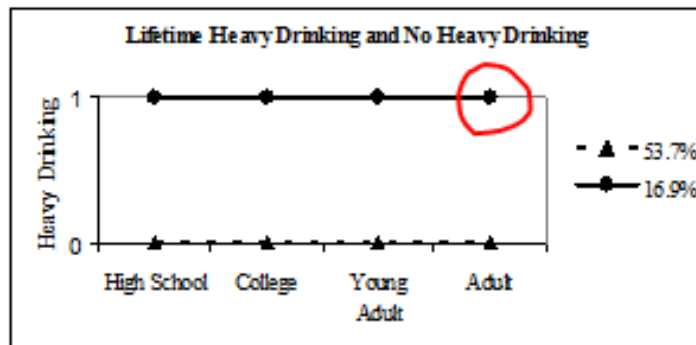 Lifetime Heavy Drinking and No Heavy Drinking
Heavy Drinking
1
0
High School
College
Young
Adult
Adult
53.7%
16.9%